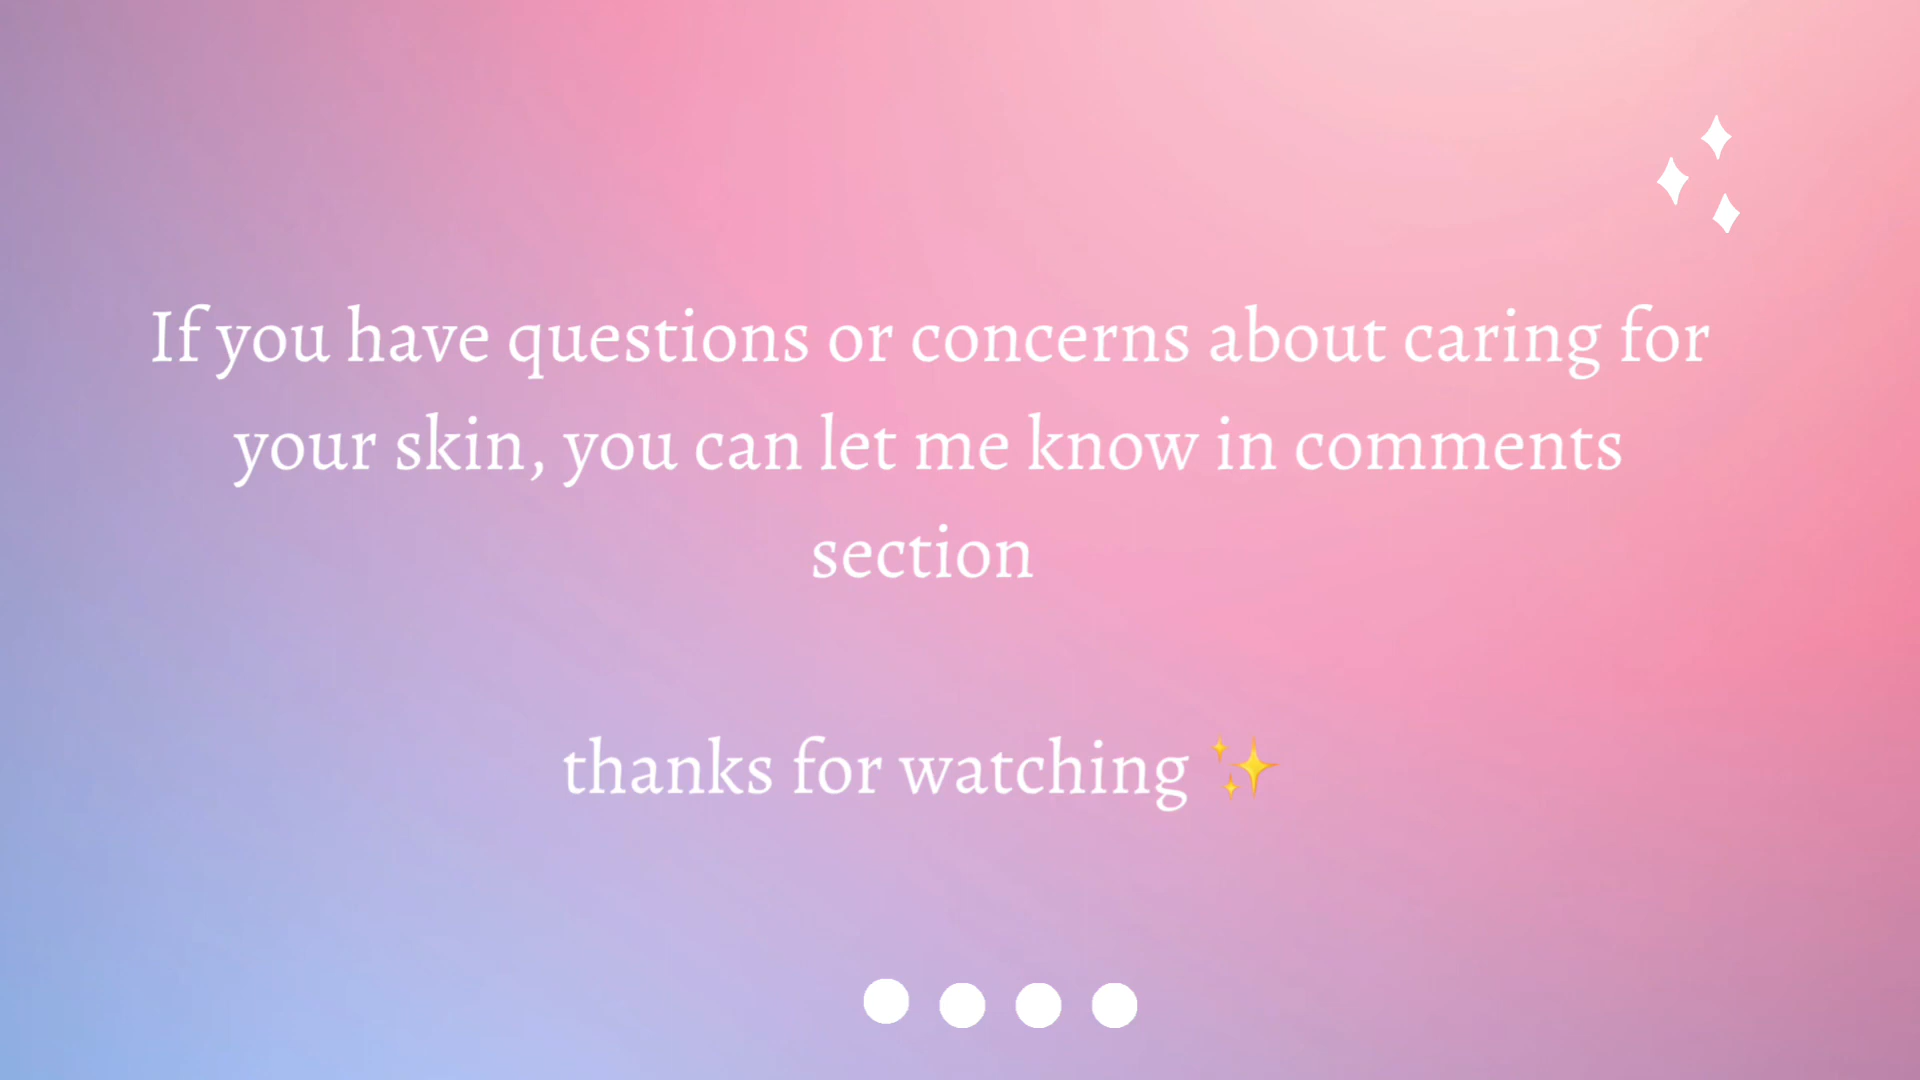 If you have questions or concerns about caring for
your skin, you can let me know in comments
section
thanks for watching ✨